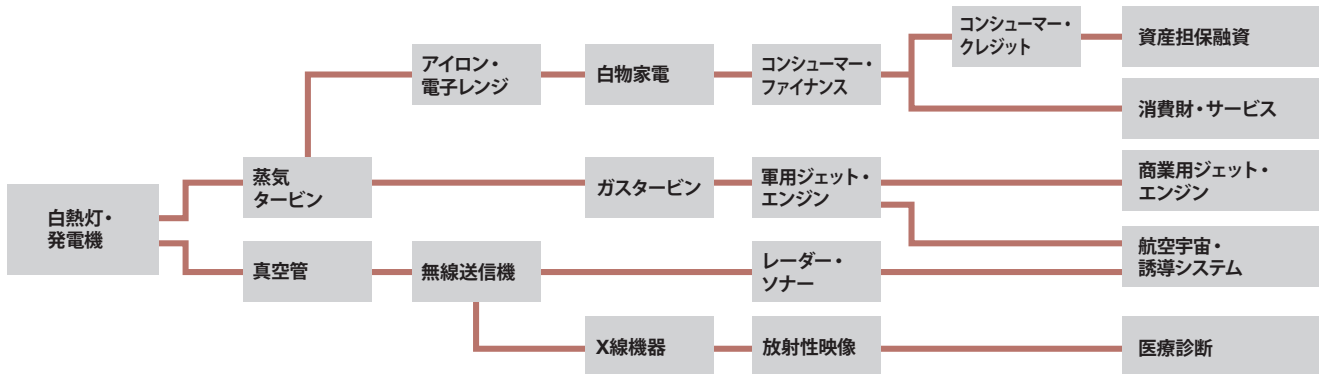 コンシューマー・
クレジット
資産担保融資
アイロン・
電子レンジ
白物家電
コンシューマー・
ファイナンス
消費財・サービス
蒸気
タービン
ガスタービン
軍用ジェット・
エンジン
商業用ジェット・
エンジン
白熱灯・
発電機
真空管
無線送信機
レーダー・
ソナー
航空宇宙・
誘導システム
X線機器
放射性映像
医療診断